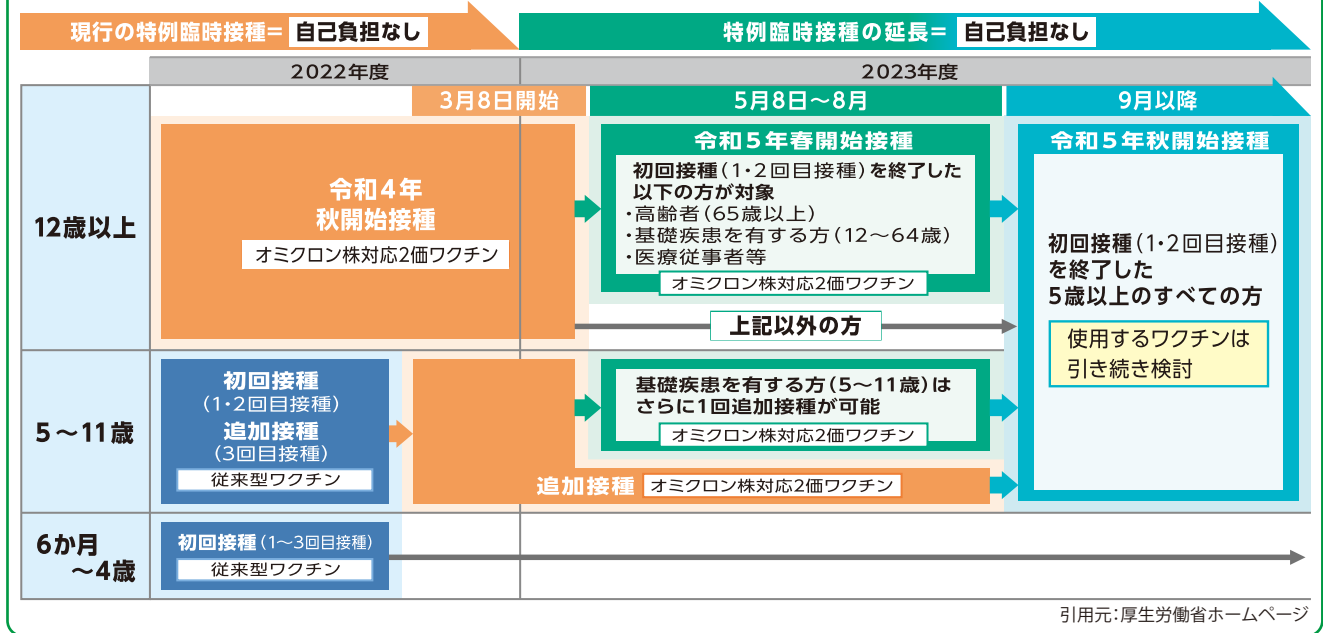 現行の特例臨時接種= 自己負担なし
特例臨時接種の延長= 自己負担なし
2022年度
2023年度
3月8日開始
5月8日～8月
9月以降
12歳以上
令和4年
秋開始接種
オミクロン株対応2価ワクチン
令和5年春開始接種
初回接種(1・2回目接種)を終了した
以下の方が対象
・高齢者(65歳以上)
・基礎疾患を有する方(12～64歳)
・医療従事者等
オミクロン株対応2価ワクチン
上記以外の方
令和5年秋開始接種
初回接種(1・2回目接種)
を終了した
5歳以上のすべての方
使用するワクチンは
引き続き検討
5～11歳
初回接種
(1・2回目接種)
追加接種
(3回目接種)
従来型ワクチン
基礎疾患を有する方(5～11歳)は
さらに1回追加接種が可能
オミクロン株対応2価ワクチン
追加接種 オミクロン株対応2価ワクチン
6か月
～4歳
初回接種(1～3回目接種)
従来型ワクチン
引用元:厚生労働省ホームページ